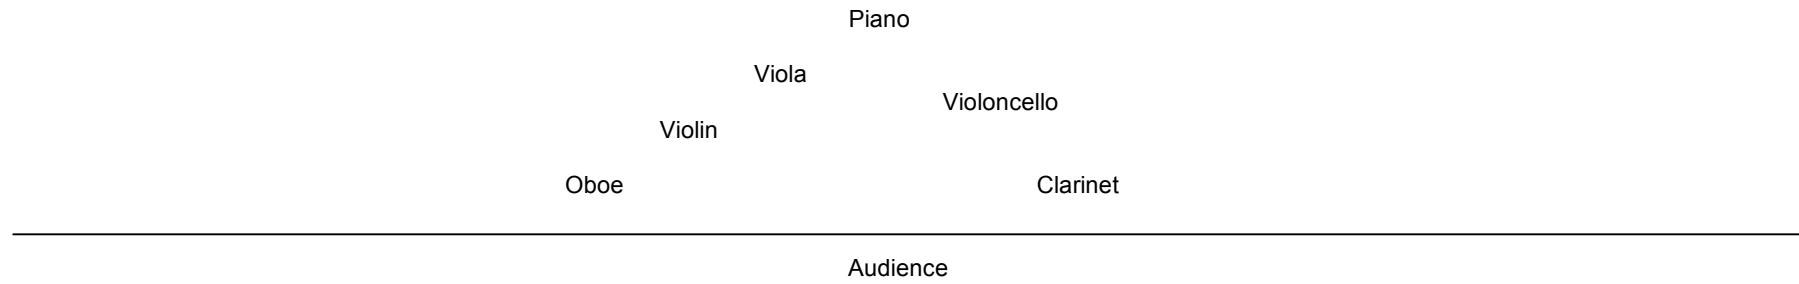 Piano
Viola
Violoncello
Violin
Oboe Clarinet
Audience